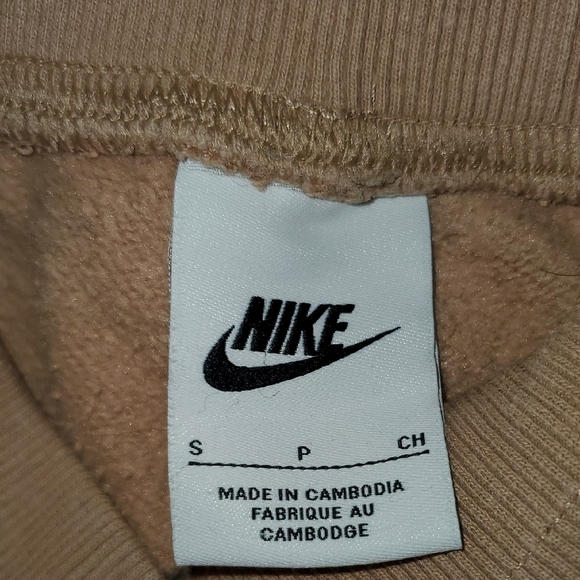 NIKE
S P CH
MADE IN CAMBODIA
FABRIQUE AU
CAMBODGE